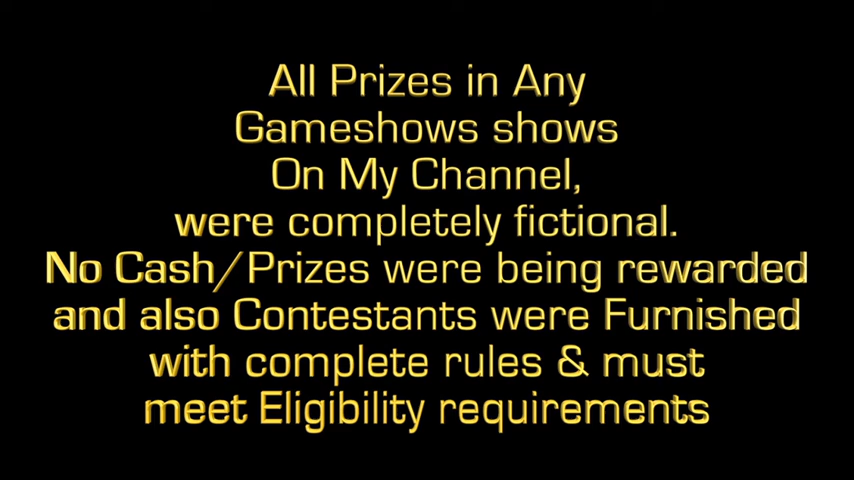 All Prizes in Any
Gameshows shows
On My Channel,
were completely fictional.
No Cash/Prizes were being rewarded
and also Contestants were Furnished
with complete rules & must
meet Eligibility requirements